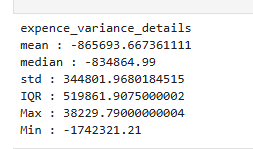 expence_variance_details
mean : -865693.667361111
median : -834864.99
std : 344801.9680184515
IQR : 519861.9075000002
Max : 38229.79000000004
Min : -1742321.21